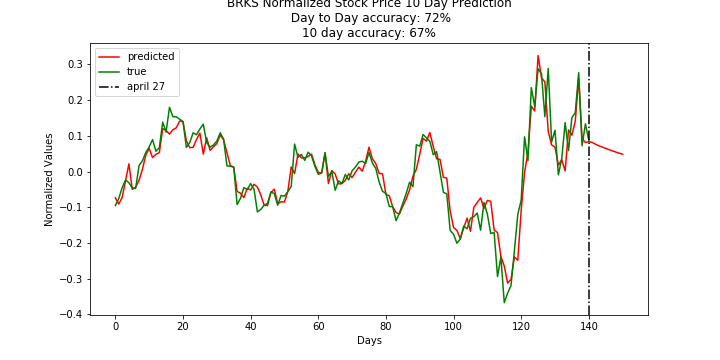 BRKS Normalized Stock Price 10 Day Prediction
Day to Day accuracy: 72%
10 day accuracy: 67%
predicted
true
april 27
Normalized Values
0.3
0.2
0.1
0.0
−0.1
−0.2
−0.3
−0.4
0 20 40 60 80 100 120 140
Days